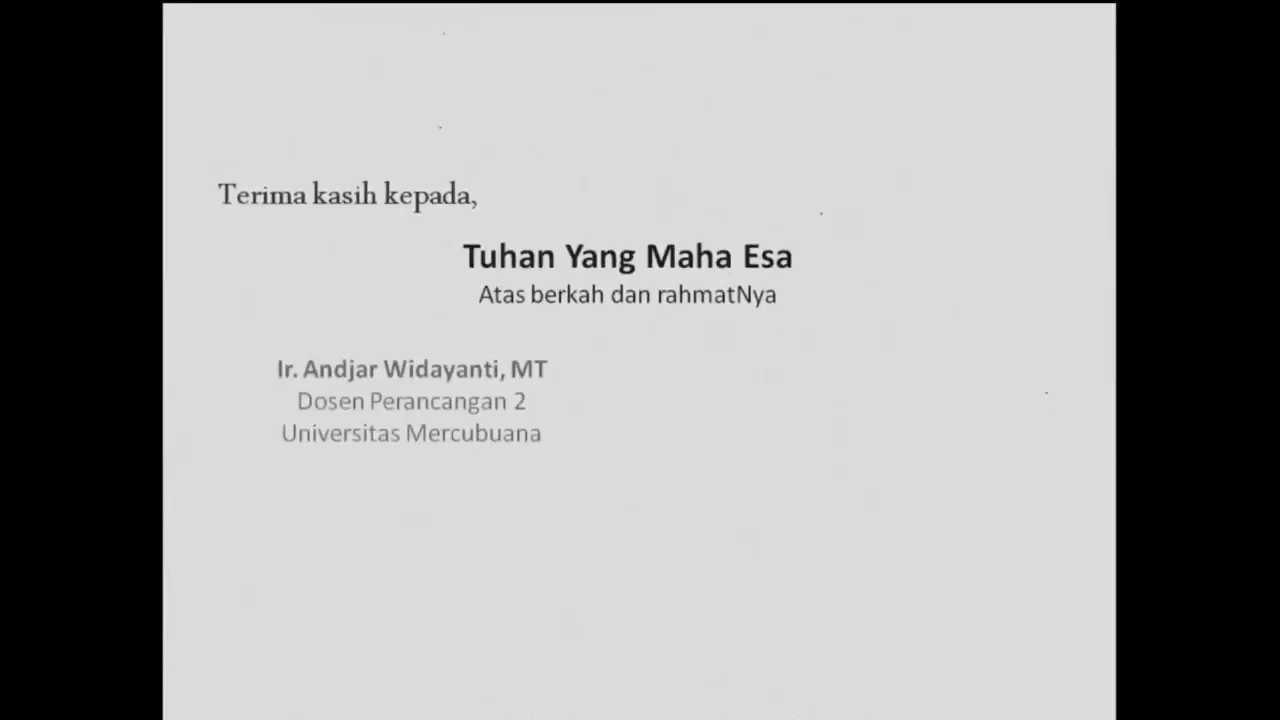 Terima kasih kepada,
Tuhan Yang Maha Esa
Atas berkah dan rahmatNya
Ir. Andjar Widayanti, MT
Dosen Perancangan 2
Universitas Mercubuana